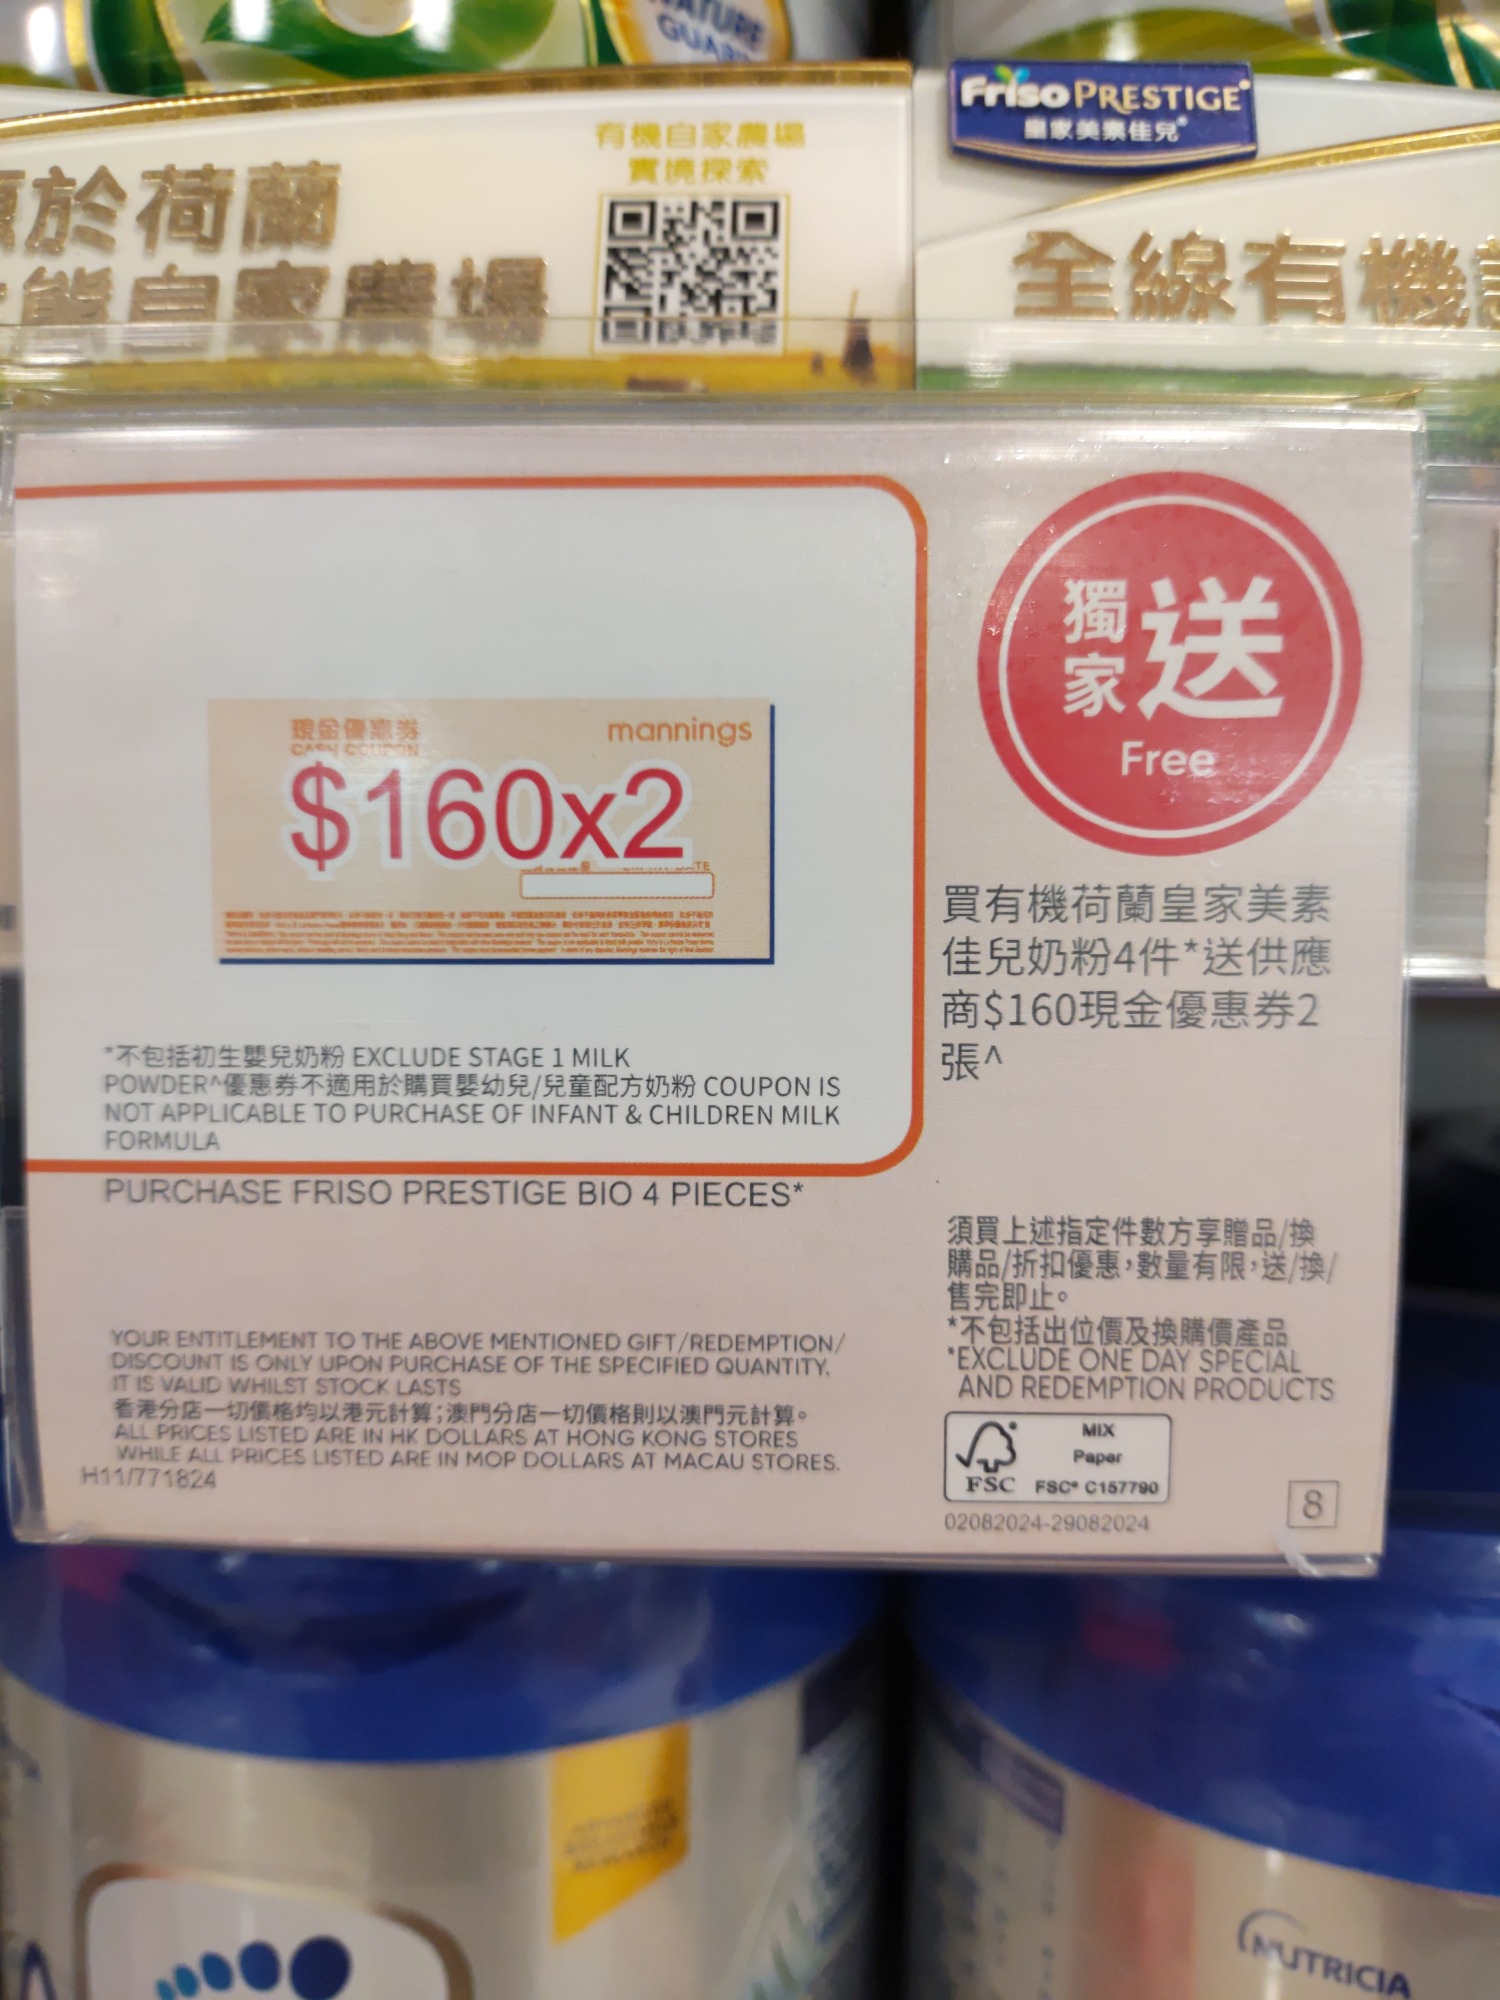 NATURE
GUARD
有機自家農場
實境探索
Friso PRESTIGE
皇家美素佳兒
源於荷蘭
自家農場
全線有機
獨家
送
Free
現金優惠券
CASH COUPON
mannings
$160x2
買有機荷蘭皇家美素
佳兒奶粉4件*送供應
商$160現金優惠券2
張^
*不包括初生嬰兒奶粉 EXCLUDE STAGE 1 MILK
POWDER^優惠券不適用於購買嬰幼兒/兒童配方奶粉 COUPON IS
NOT APPLICABLE TO PURCHASE OF INFANT & CHILDREN MILK
FORMULA
PURCHASE FRISO PRESTIGE BIO 4 PIECES*
須買上述指定件數方享贈品/換
購品/折扣優惠，數量有限，送/換/
售完即止。
*不包括出位價及換購價產品
*EXCLUDE ONE DAY SPECIAL
AND REDEMPTION PRODUCTS
YOUR ENTITLEMENT TO THE ABOVE MENTIONED GIFT/REDEMPTION/
DISCOUNT IS ONLY UPON PURCHASE OF THE SPECIFIED QUANTITY.
IT IS VALID WHILST STOCK LASTS
香港分店一切價格均以港元計算；澳門分店一切價格則以澳門元計算。
ALL PRICES LISTED ARE IN HK DOLLARS AT HONG KONG STORES
WHILE ALL PRICES LISTED ARE IN MOP DOLLARS AT MACAU STORES.
H11/771824
FSC
MIX
Paper
FSC® C157790
02082024-29082024
8
NUTRICIA